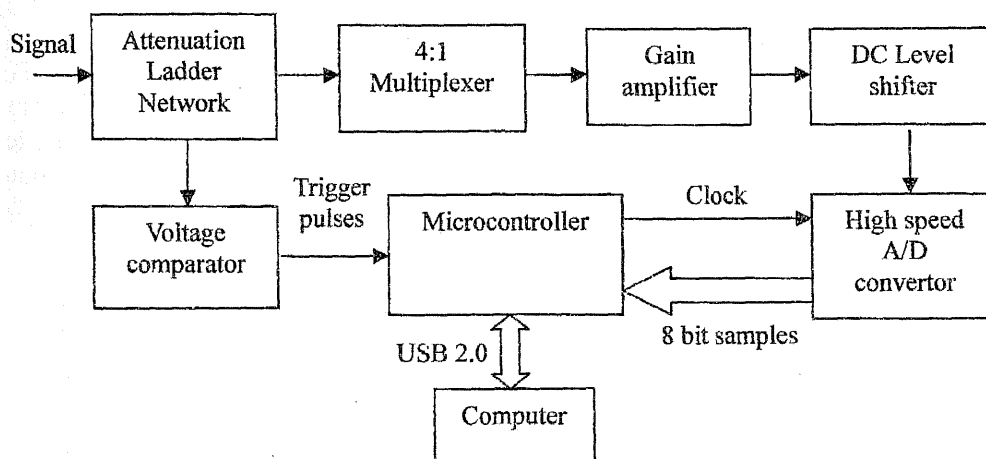 Signal
Attenuation
Ladder
Network
4:1
Multiplexer
Gain
amplifier
DC Level
shifter
Voltage
comparator
Trigger
pulses
Microcontroller
Clock
High speed
A/D
convertor
8 bit samples
USB 2.0
Computer